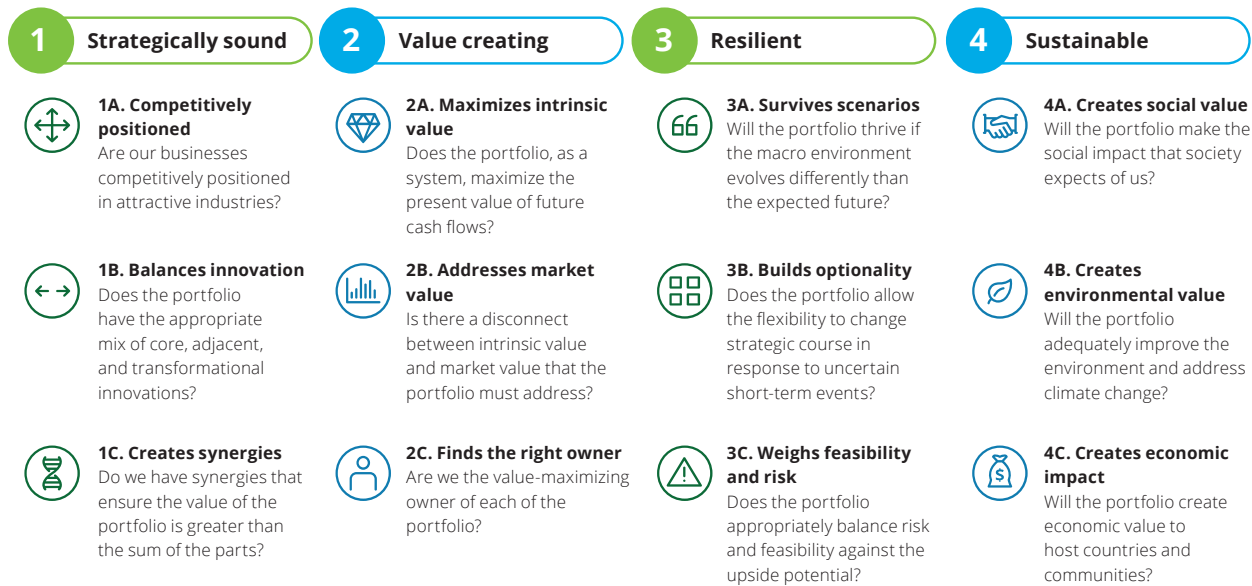 1
Strategically sound
1A. Competitively
positioned
Are our businesses
competitively positioned
in attractive industries?
1B. Balances innovation
Does the portfolio
have the appropriate
mix of core, adjacent,
and transformational
innovations?
1C. Creates synergies
Do we have synergies that
ensure the value of the
portfolio is greater than
the sum of the parts?
2
Value creating
2A. Maximizes intrinsic
value
Does the portfolio, as a
system, maximize the
present value of future
cash flows?
2B. Addresses market
value
Is there a disconnect
between intrinsic value
and market value that the
portfolio must address?
2C. Finds the right owner
Are we the value-maximizing
owner of each of the
portfolio?
3
Resilient
3A. Survives scenarios
Will the portfolio thrive if
the macro environment
evolves differently than
the expected future?
3B. Builds optionality
Does the portfolio allow
the flexibility to change
strategic course in
response to uncertain
short-term events?
3C. Weighs feasibility
and risk
Does the portfolio
appropriately balance risk
and feasibility against the
upside potential?
4
Sustainable
4A. Creates social value
Will the portfolio make the
social impact that society
expects of us?
4B. Creates
environmental value
Will the portfolio
adequately improve the
environment and address
climate change?
$
4C. Creates economic
impact
Will the portfolio create
economic value to
host countries and
communities?